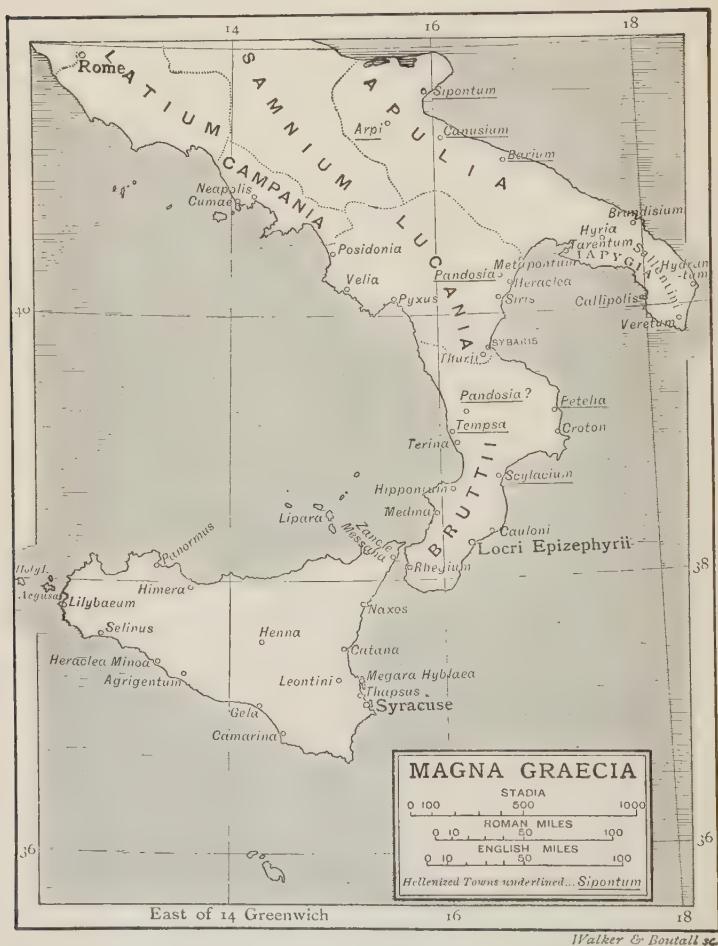 14
16
18
Rome
LATIUM
SAMNIUM
APULIA
Sipontum
Arpi
Canusium
Barium
CAMPANIA
Neapolis
Cumae
LUCANIA
Brundisium
Hyria
Tarentum
IAPYGIA
Sallentini
Hydruntum
Posidonia
Metapontum
Pandosia
Heraclea
Velia
Pyxus
Siris
Callipolis
Veretum
40
SYBARIS
Thurii
Pandosia?
Petelia
Tempsa
Croton
Terina
BRUTTII
Scylacium
Hipponium
Lipara
Medma
Cauloni
Zancle
Messana
Locri Epizephyrii
Panormus
Rhegium
38
Holy I.
Aegusa
Himera
Lilybaeum
Naxos
Selinus
Henna
Catana
Heraclea Minoa
Agrigentum
Leontini
Megara Hyblaea
Thapsus
Syracuse
Gela
Camarina
MAGNA GRAECIA
STADIA
0 100 500 1000
ROMAN MILES
0 10 50 100
ENGLISH MILES
0 10 50 100
Hellenized Towns underlined... Sipontum
36
36
East of 14 Greenwich
16
18
Walker & Boutall sc.